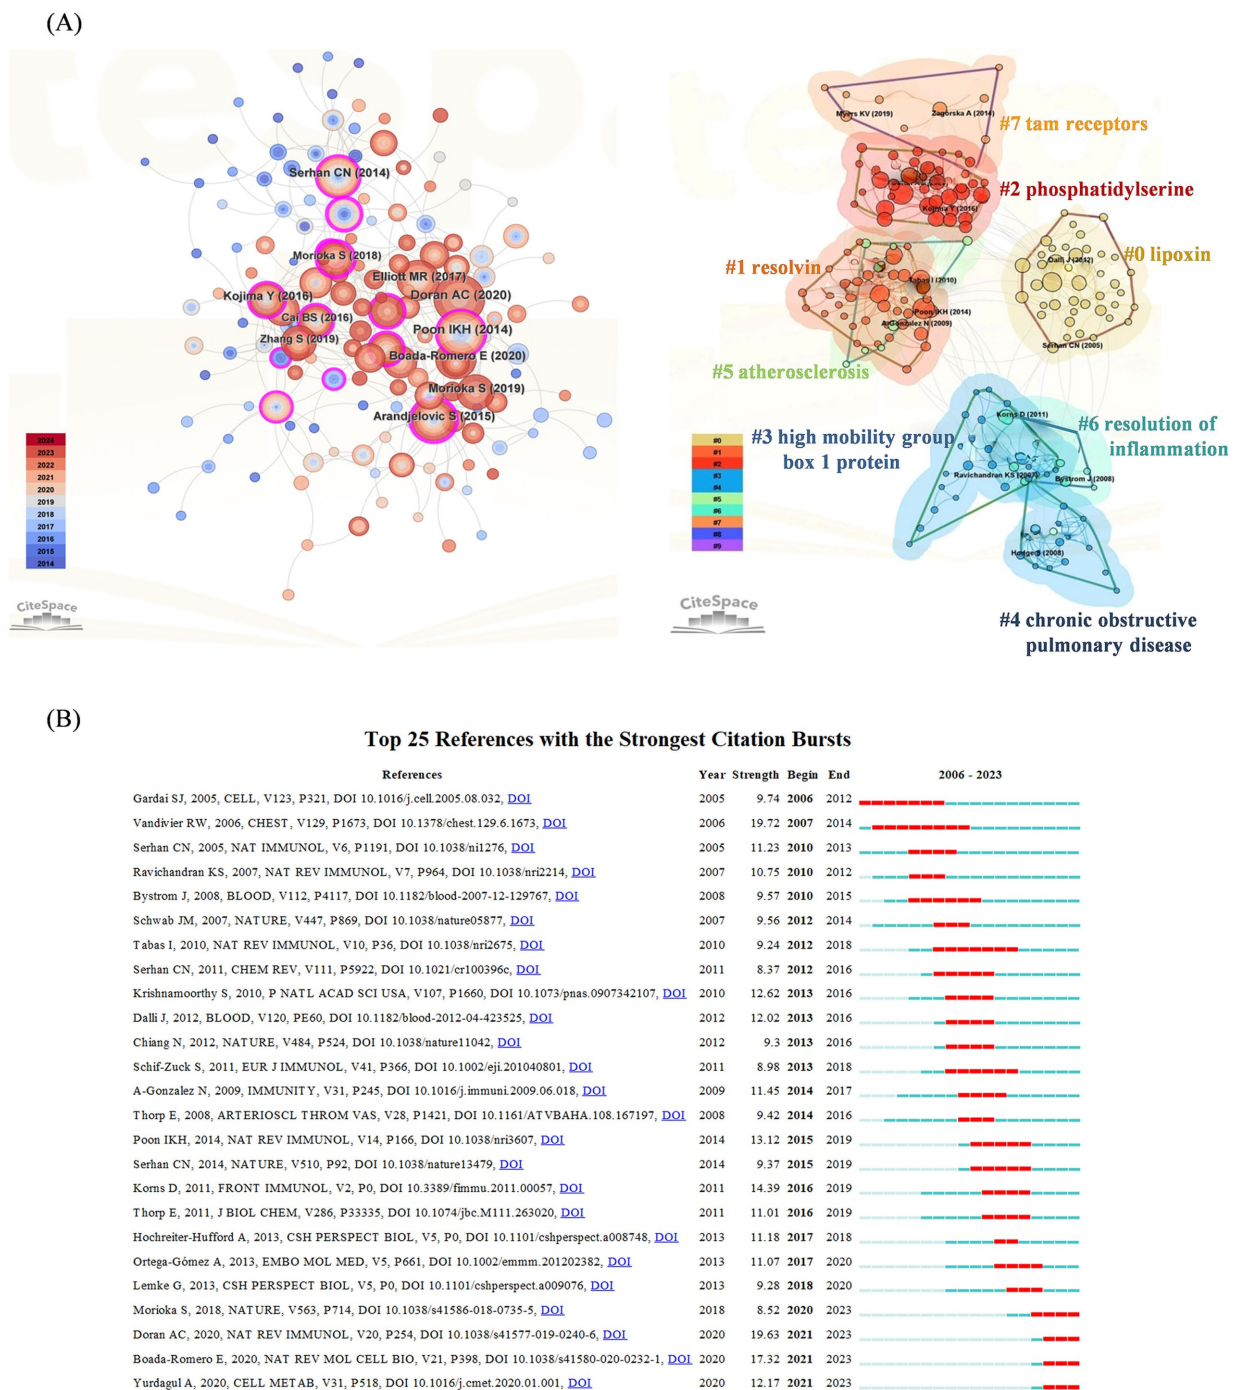 (A)
Serhan CN (2014)
Morioka S (2018)
Elliott MR (2017)
Kojima Y (2016)
Doran AC (2020)
Cai BS (2016)
Poon IKH (2014)
Zhang S (2019)
Boada-Romero E (2020)
Morioka S (2019)
Arandjelovic S (2015)
2024
2023
2022
2021
2020
2019
2018
2017
2016
2015
2014
CiteSpace
Myers KV (2019)
Zagorska A (2014)
#7 tam receptors
#2 phosphatidylserine
Kojima Y (2016)
#0 lipoxin
Dalli J (2012)
#1 resolvin
Tabas I (2010)
Poon IKH (2014)
A-Gonzalez N (2009)
Serhan CN (2005)
#5 atherosclerosis
Korns D (2011)
#6 resolution of
inflammation
#3 high mobility group
box 1 protein
Ravichandran KS (2007)
Bystrom J (2008)
Hodge S (2008)
#0
#1
#2
#3
#4
#5
#6
#7
#8
#9
CiteSpace
#4 chronic obstructive
pulmonary disease
(B)
Top 25 References with the Strongest Citation Bursts
References Year Strength Begin End 2006 - 2023
Gardai SJ, 2005, CELL, V123, P321, DOI 10.1016/j.cell.2005.08.032, DOI 2005 9.74 2006 2012
Vandivier RW, 2006, CHEST, V129, P1673, DOI 10.1378/chest.129.6.1673, DOI 2006 19.72 2007 2014
Serhan CN, 2005, NAT IMMUNOL, V6, P1191, DOI 10.1038/ni1276, DOI 2005 11.23 2010 2013
Ravichandran KS, 2007, NAT REV IMMUNOL, V7, P964, DOI 10.1038/nri2214, DOI 2007 10.75 2010 2012
Bystrom J, 2008, BLOOD, V112, P4117, DOI 10.1182/blood-2007-12-129767, DOI 2008 9.57 2010 2015
Schwab JM, 2007, NATURE, V447, P869, DOI 10.1038/nature05877, DOI 2007 9.56 2012 2014
Tabas I, 2010, NAT REV IMMUNOL, V10, P36, DOI 10.1038/nri2675, DOI 2010 9.24 2012 2018
Serhan CN, 2011, CHEM REV, V111, P5922, DOI 10.1021/cr100396c, DOI 2011 8.37 2012 2016
Krishnamoorthy S, 2010, P NATL ACAD SCI USA, V107, P1660, DOI 10.1073/pnas.0907342107, DOI 2010 12.62 2013 2016
Dalli J, 2012, BLOOD, V120, PE60, DOI 10.1182/blood-2012-04-423525, DOI 2012 12.02 2013 2016
Chiang N, 2012, NATURE, V484, P524, DOI 10.1038/nature11042, DOI 2012 9.3 2013 2016
Schif-Zuck S, 2011, EUR J IMMUNOL, V41, P366, DOI 10.1002/eji.201040801, DOI 2011 8.98 2013 2018
A-Gonzalez N, 2009, IMMUNITY, V31, P245, DOI 10.1016/j.immuni.2009.06.018, DOI 2009 11.45 2014 2017
Thorp E, 2008, ARTERIOSCL THROM VAS, V28, P1421, DOI 10.1161/ATVBAHA.108.167197, DOI 2008 9.42 2014 2016
Poon IKH, 2014, NAT REV IMMUNOL, V14, P166, DOI 10.1038/nri3607, DOI 2014 13.12 2015 2019
Serhan CN, 2014, NATURE, V510, P92, DOI 10.1038/nature13479, DOI 2014 9.37 2015 2019
Korns D, 2011, FRONT IMMUNOL, V2, P0, DOI 10.3389/fimmu.2011.00057, DOI 2011 14.39 2016 2019
Thorp E, 2011, J BIOL CHEM, V286, P33335, DOI 10.1074/jbc.M111.263020, DOI 2011 11.01 2016 2019
Hochreiter-Hufford A, 2013, CSH PERSPECT BIOL, V5, P0, DOI 10.1101/cshperspect.a008748, DOI 2013 11.18 2017 2018
Ortega-Gómez A, 2013, EMBO MOL MED, V5, P661, DOI 10.1002/emmm.201202382, DOI 2013 11.07 2017 2020
Lemke G, 2013, CSH PERSPECT BIOL, V5, P0, DOI 10.1101/cshperspect.a009076, DOI 2013 9.28 2018 2020
Morioka S, 2018, NATURE, V563, P714, DOI 10.1038/s41586-018-0735-5, DOI 2018 8.52 2020 2023
Doran AC, 2020, NAT REV IMMUNOL, V20, P254, DOI 10.1038/s41577-019-0240-6, DOI 2020 19.63 2021 2023
Boada-Romero E, 2020, NAT REV MOL CELL BIO, V21, P398, DOI 10.1038/s41580-020-0232-1, DOI 2020 17.32 2021 2023
Yurdagul A, 2020, CELL METAB, V31, P518, DOI 10.1016/j.cmet.2020.01.001, DOI 2020 12.17 2021 2023